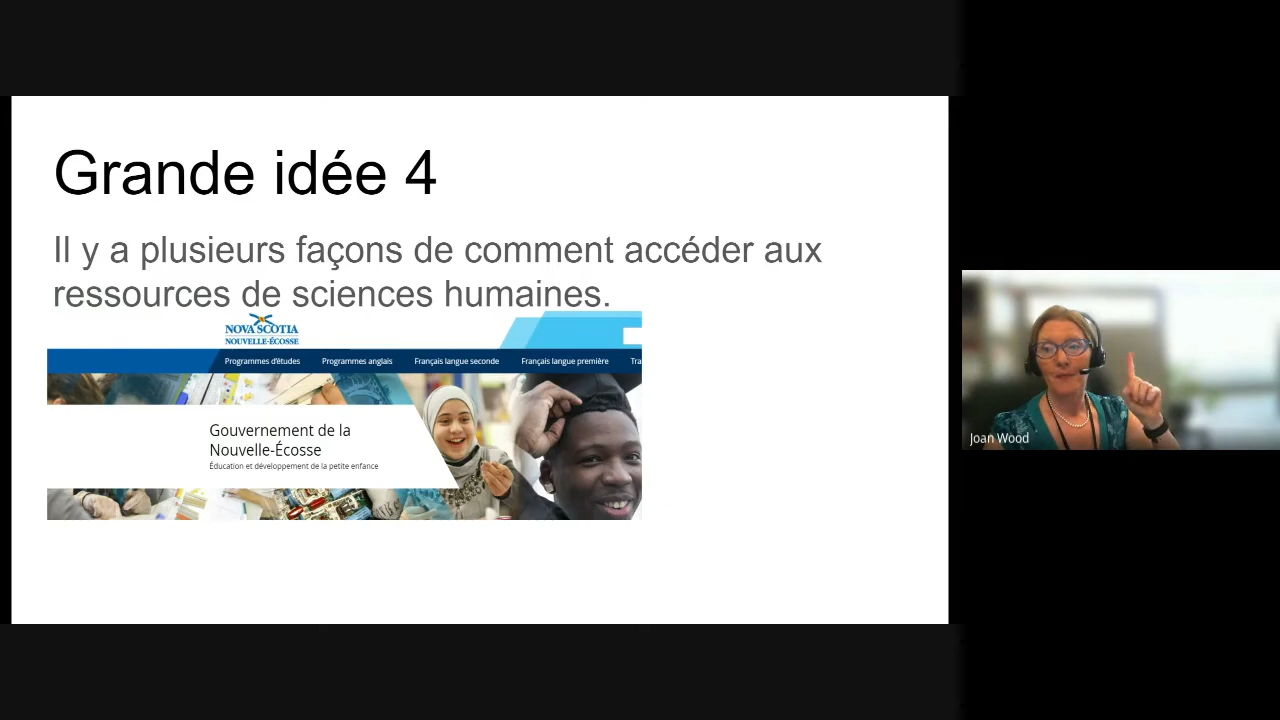 Grande idée 4
Il y a plusieurs façons de comment accéder aux
ressources de sciences humaines.
NOVA SCOTIA
NOUVELLE-ÉCOSSE
Programmes d'études Programmes anglais Français langue seconde Français langue première Tra
Gouvernement de la
Nouvelle-Écosse
Éducation et développement de la petite enfance
Joan Wood